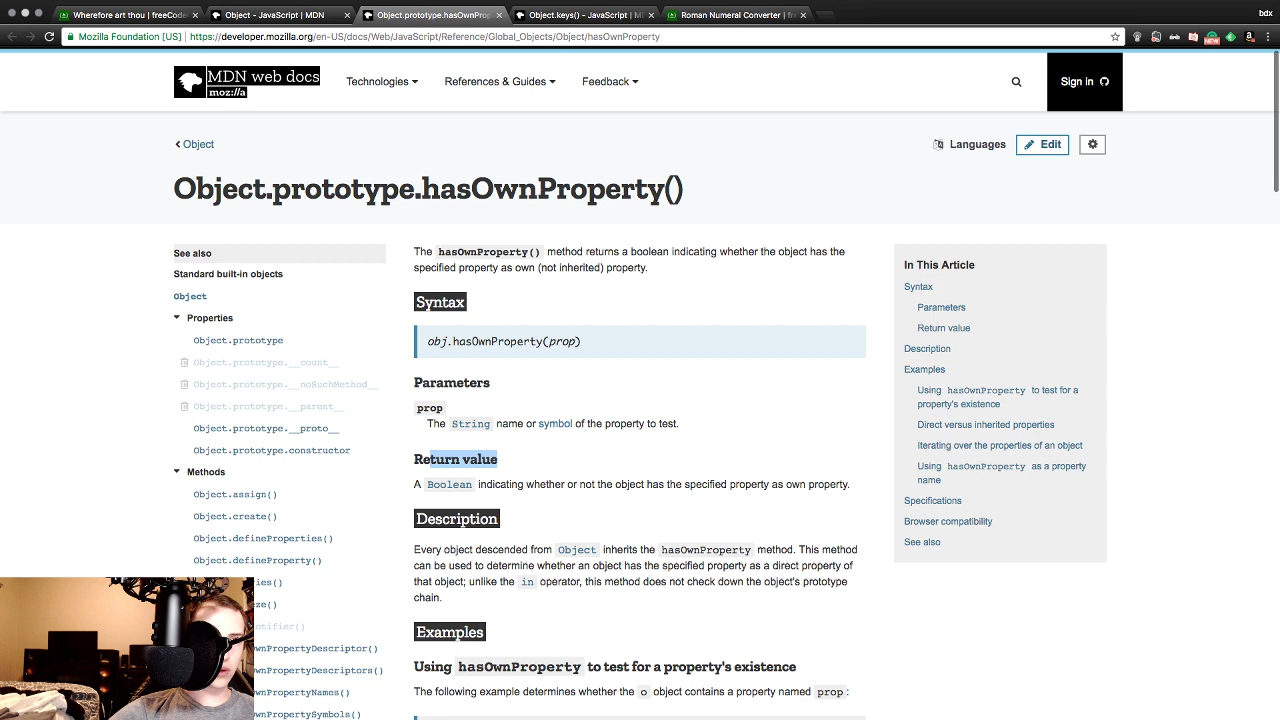 Wherefore art thou | freeCode
Object - JavaScript | MDN
Object.prototype.hasOwnProp
Object.keys() - JavaScript | M
Roman Numeral Converter | fre
bdx
Mozilla Foundation [US] https://developer.mozilla.org/en-US/docs/Web/JavaScript/Reference/Global_Objects/Object/hasOwnProperty
NEW
MDN web docs
moz://a
Technologies
References & Guides
Feedback
Sign in
Object
Languages
Edit
Object.prototype.hasOwnProperty()
See also
Standard built-in objects
Object
Properties
Object.prototype
Object.prototype.__count__
Object.prototype.__noSuchMethod__
Object.prototype.__parent__
Object.prototype.__proto__
Object.prototype.constructor
Methods
Object.assign()
Object.create()
Object.defineProperties()
Object.defineProperty()
ies()
ze()
otifier()
wnPropertyDescriptor()
wnPropertyDescriptors()
wnPropertyNames()
wnPropertySymbols()
The hasOwnProperty() method returns a boolean indicating whether the object has the
specified property as own (not inherited) property.
Syntax
obj.hasOwnProperty(prop)
Parameters
prop
The String name or symbol of the property to test.
Return value
A Boolean indicating whether or not the object has the specified property as own property.
Description
Every object descended from Object inherits the hasOwnProperty method. This method
can be used to determine whether an object has the specified property as a direct property of
that object; unlike the in operator, this method does not check down the object's prototype
chain.
Examples
Using hasOwnProperty to test for a property's existence
The following example determines whether the o object contains a property named prop:
In This Article
Syntax
Parameters
Return value
Description
Examples
Using hasOwnProperty to test for a
property's existence
Direct versus inherited properties
Iterating over the properties of an object
Using hasOwnProperty as a property
name
Specifications
Browser compatibility
See also